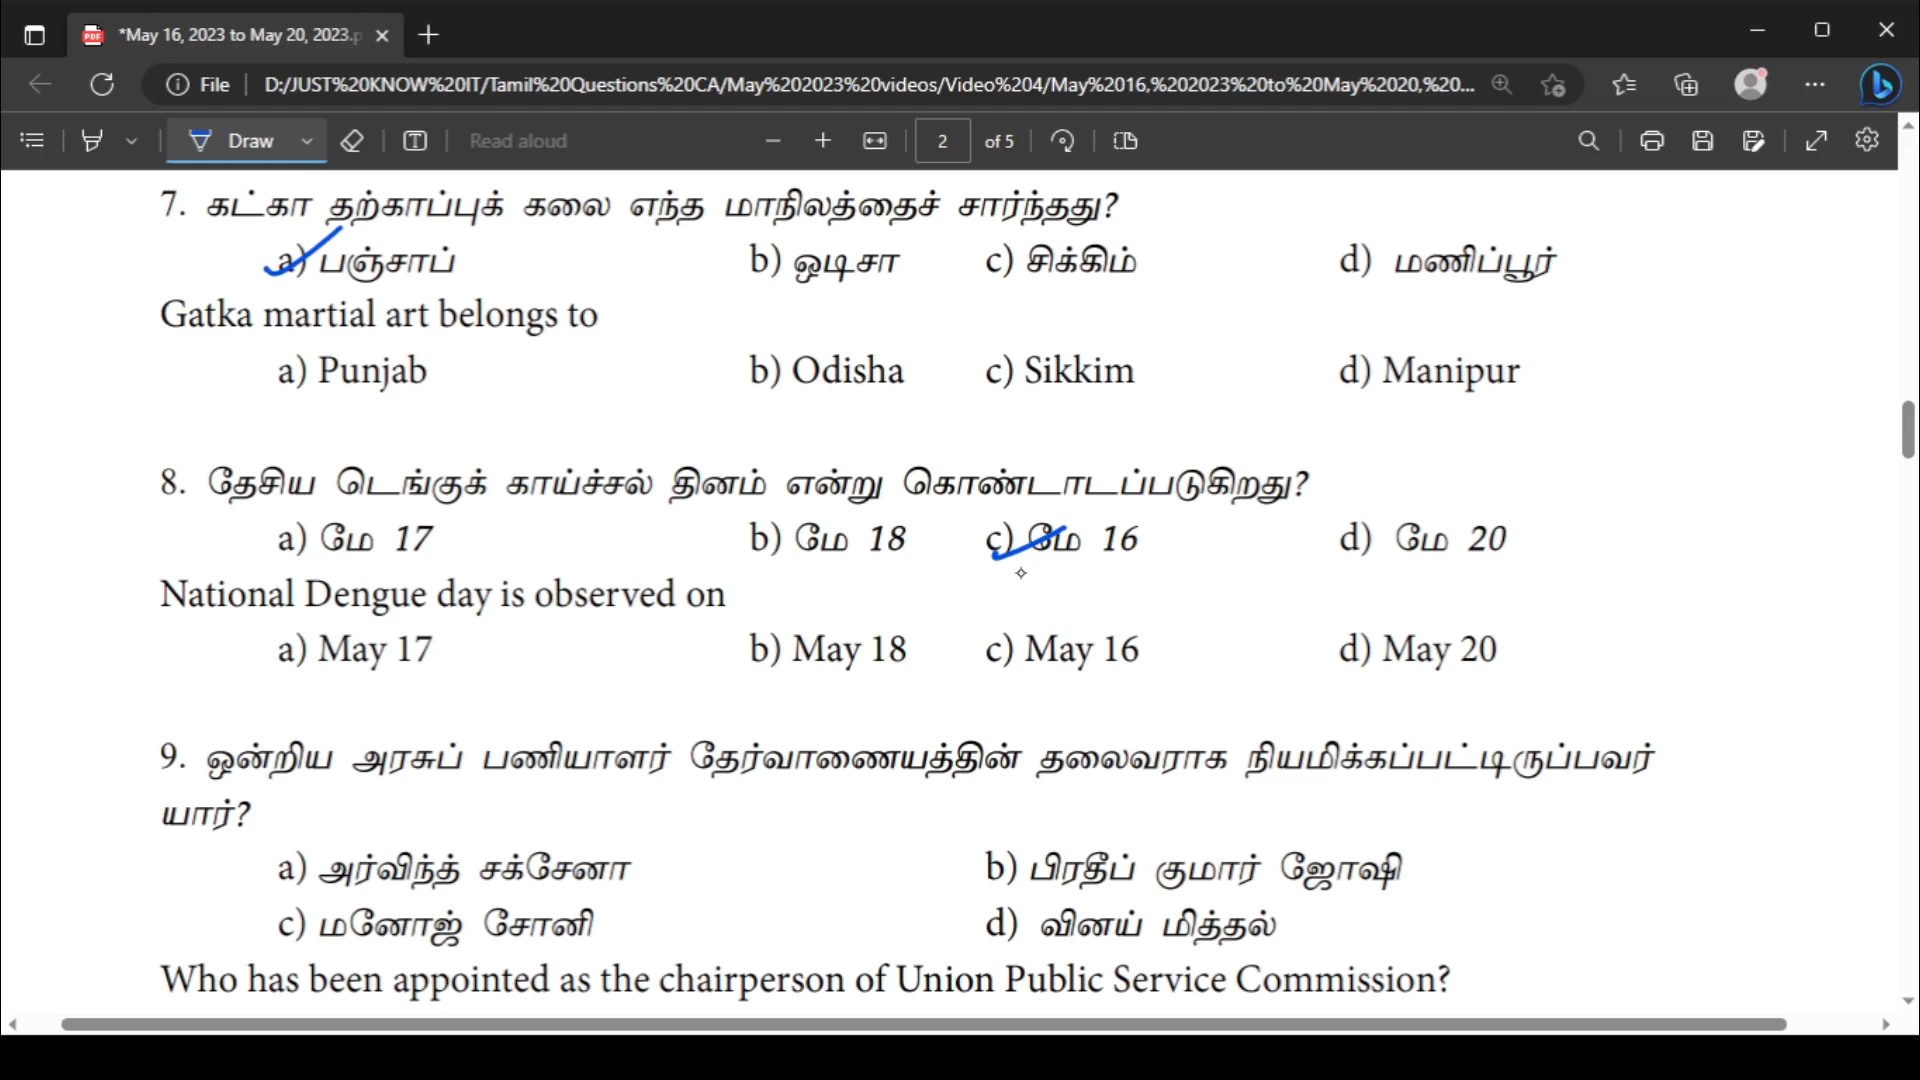 *May 16, 2023 to May 20, 2023.p
File
D:/JUST%20KNOW%20IT/Tamil%20Questions%20CA/May%202023%20videos/Video%204/May%2016,%202023%20to%20May%2020,%20...
Draw
Read aloud
2 of 5
7. கட்கா தற்காப்புக் கலை எந்த மாநிலத்தைச் சார்ந்தது?
a) பஞ்சாப் b) ஒடிசா c) சிக்கிம் d) மணிப்பூர்
Gatka martial art belongs to
a) Punjab b) Odisha c) Sikkim d) Manipur
8. தேசிய டெங்குக் காய்ச்சல் தினம் என்று கொண்டாடப்படுகிறது?
a) மே 17 b) மே 18 c) மே 16 d) மே 20
National Dengue day is observed on
a) May 17 b) May 18 c) May 16 d) May 20
9. ஒன்றிய அரசுப் பணியாளர் தேர்வாணையத்தின் தலைவராக நியமிக்கப்பட்டிருப்பவர்
யார்?
a) அர்விந்த் சக்சேனா b) பிரதீப் குமார் ஜோஷி
c) மனோஜ் சோனி d) வினய் மித்தல்
Who has been appointed as the chairperson of Union Public Service Commission?